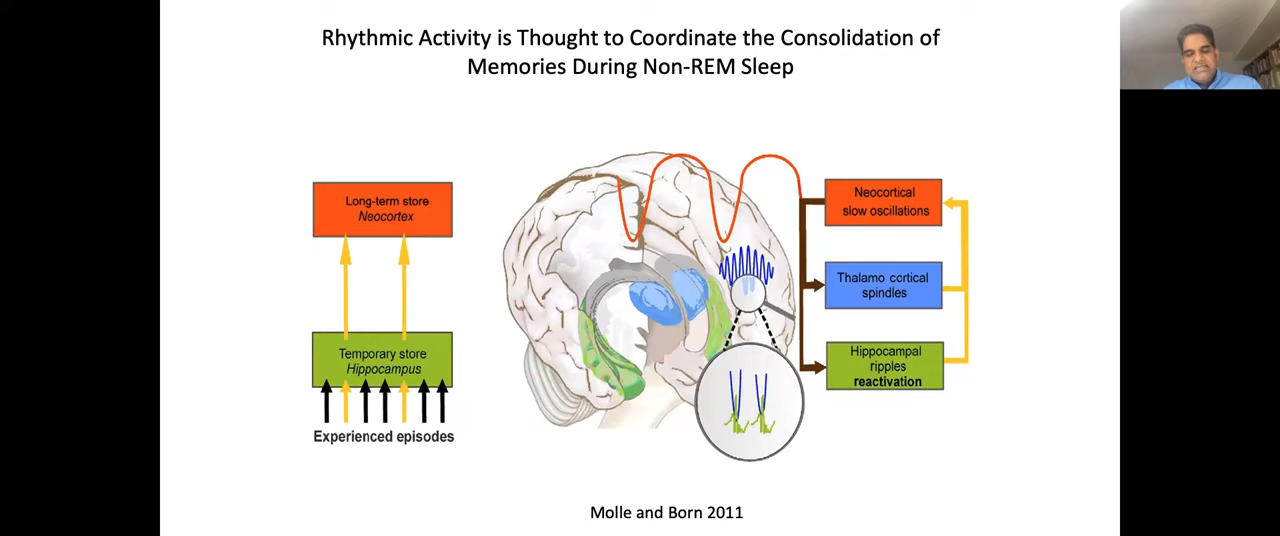 Rhythmic Activity is Thought to Coordinate the Consolidation of
Memories During Non-REM Sleep
Long-term store
Neocortex
Temporary store
Hippocampus
Experienced episodes
Neocortical
slow oscillations
Thalamo cortical
spindles
Hippocampal
ripples
reactivation
Molle and Born 2011